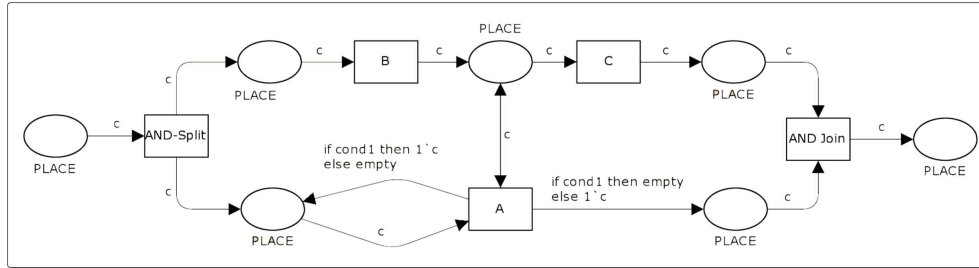 PLACE
c
c
B
c
c
C
c
c
PLACE
PLACE
c
AND-Split
c
AND Join
c
PLACE
PLACE
c
if cond1 then 1`c
else empty
c
A
if cond1 then empty
else 1`c
c
PLACE
c
PLACE